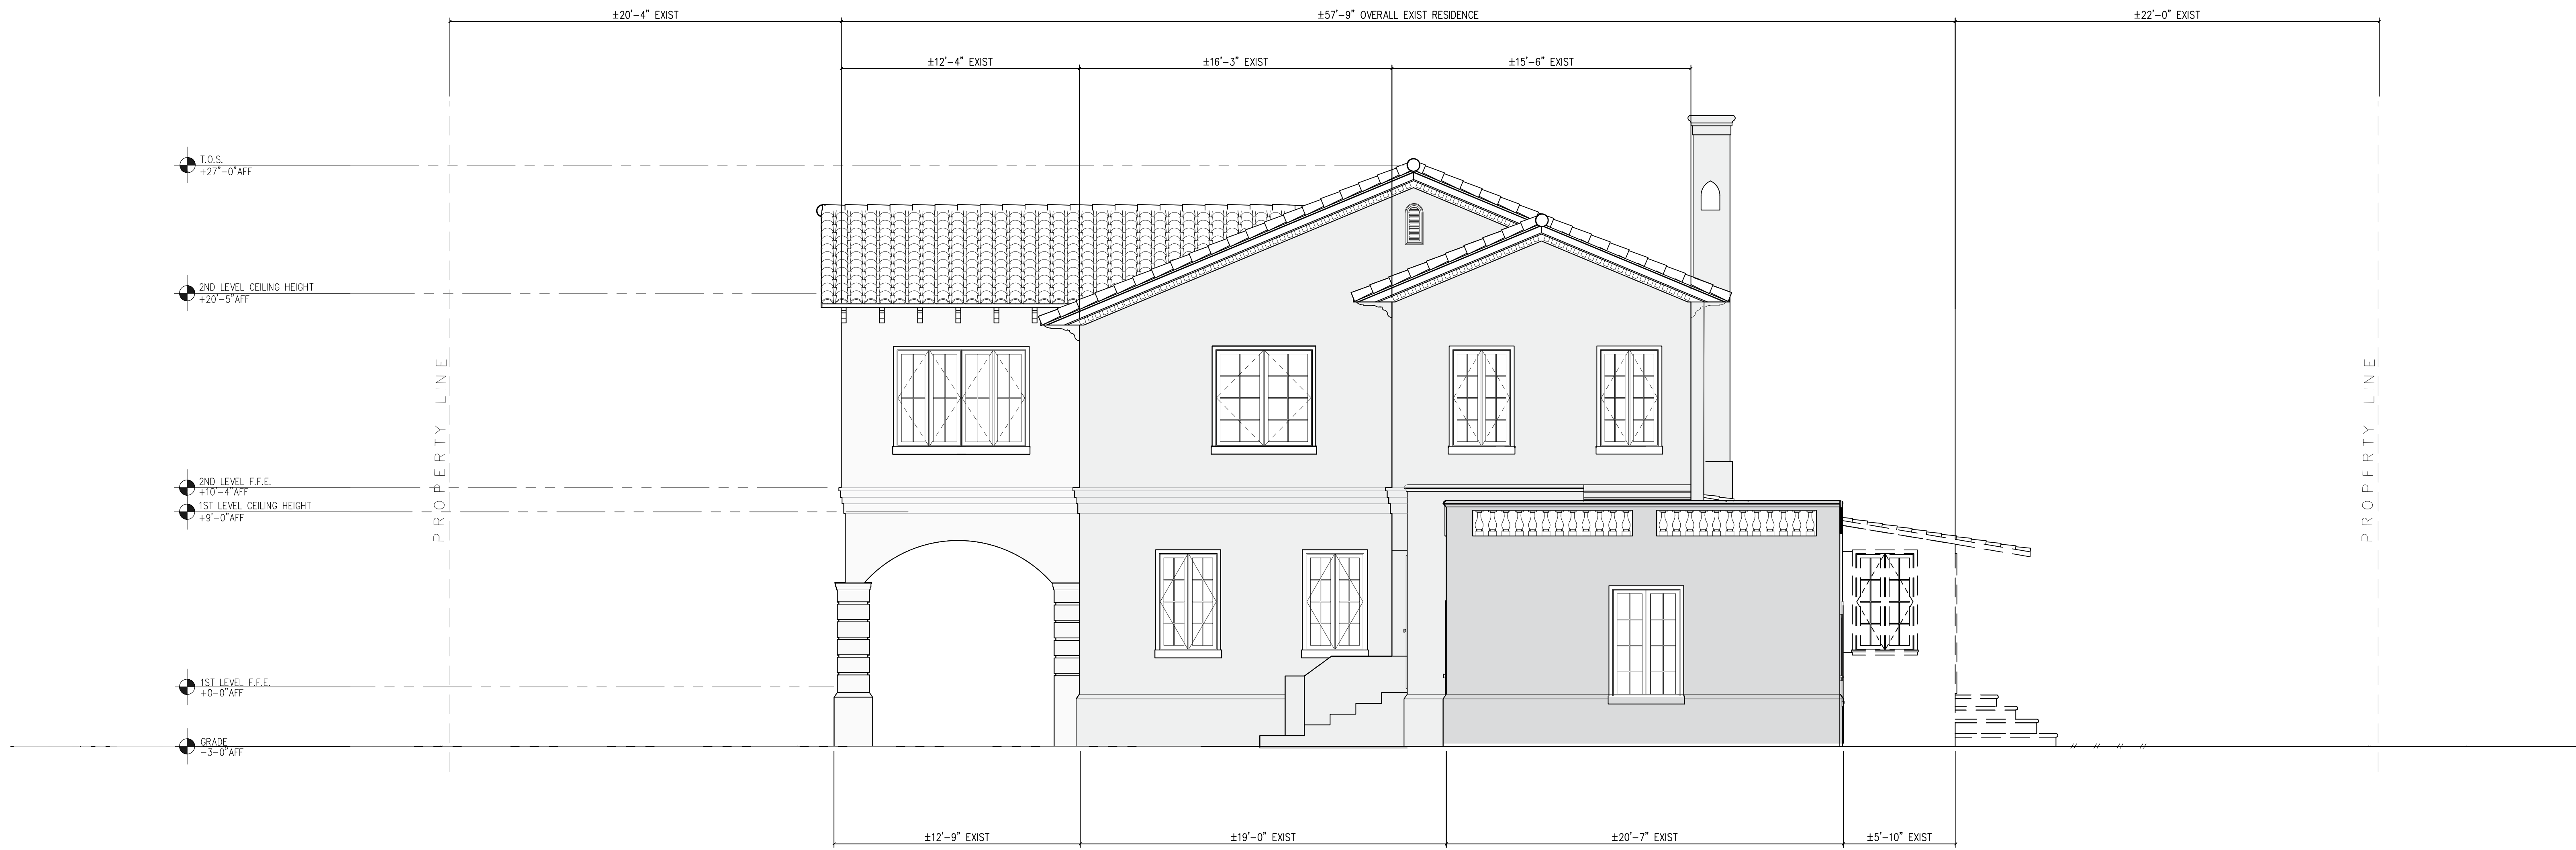 ±20'-4" EXIST
±57'-9" OVERALL EXIST RESIDENCE
±22'-0" EXIST
±12'-4" EXIST
±16'-3" EXIST
±15'-6" EXIST
T.O.S.
+27"-0"AFF
2ND LEVEL CEILING HEIGHT
+20'-5"AFF
2ND LEVEL F.F.E.
+10'-4"AFF
1ST LEVEL CEILING HEIGHT
+9'-0"AFF
1ST LEVEL F.F.E.
+0-0"AFF
GRADE
-3-0"AFF
PROPERTY LINE
PROPERTY LINE
±12'-9" EXIST
±19'-0" EXIST
±20'-7" EXIST
±5'-10" EXIST